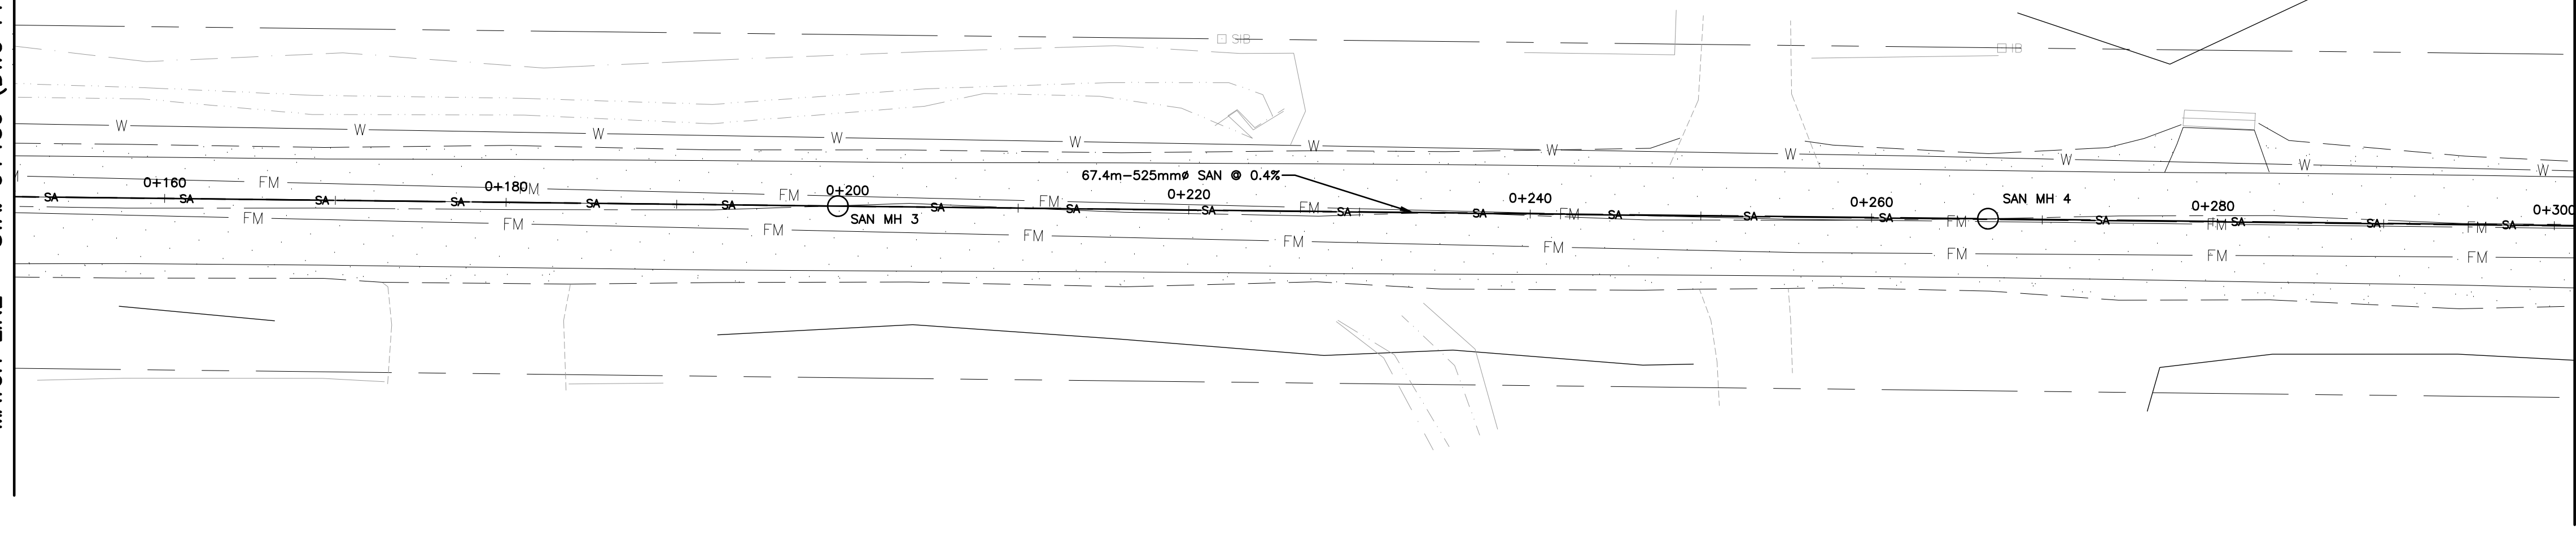 SIB
IB
W W W W W W W W W W W
67.4m-525mmø SAN @ 0.4%
0+160 0+180 0+200 0+220 0+240 0+260 0+280 0+300
FM FM FM FM FM FM FM FM FM
SA SA SA SA SA SA SA SA SA SA SA SA SA SA SA SA SA SA
SAN MH 3
SAN MH 4
FM FM FM FM FM FM FM FM FM